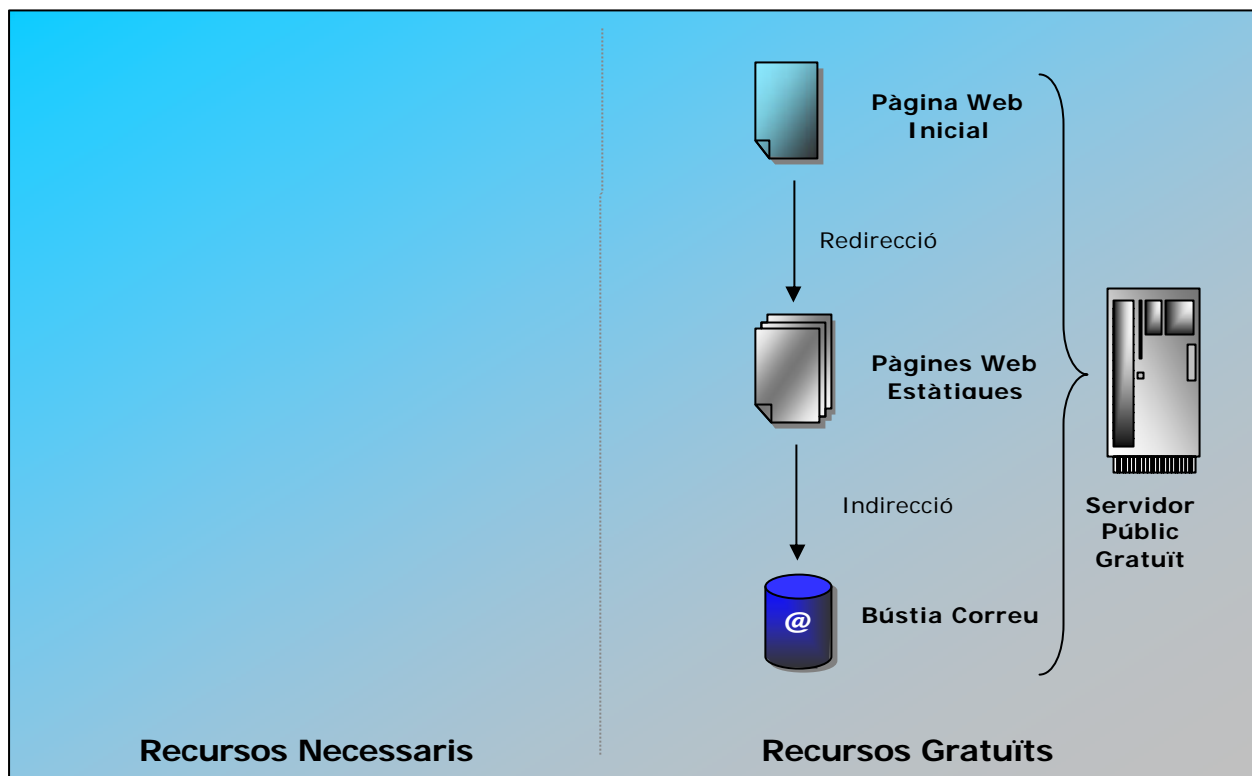 Pàgina Web
Inicial
Redirecció
Pàgines Web
Estàtiques
Indirecció
Servidor
Públic
Gratuït
@
Bústia Correu
Recursos Necessaris
Recursos Gratuïts